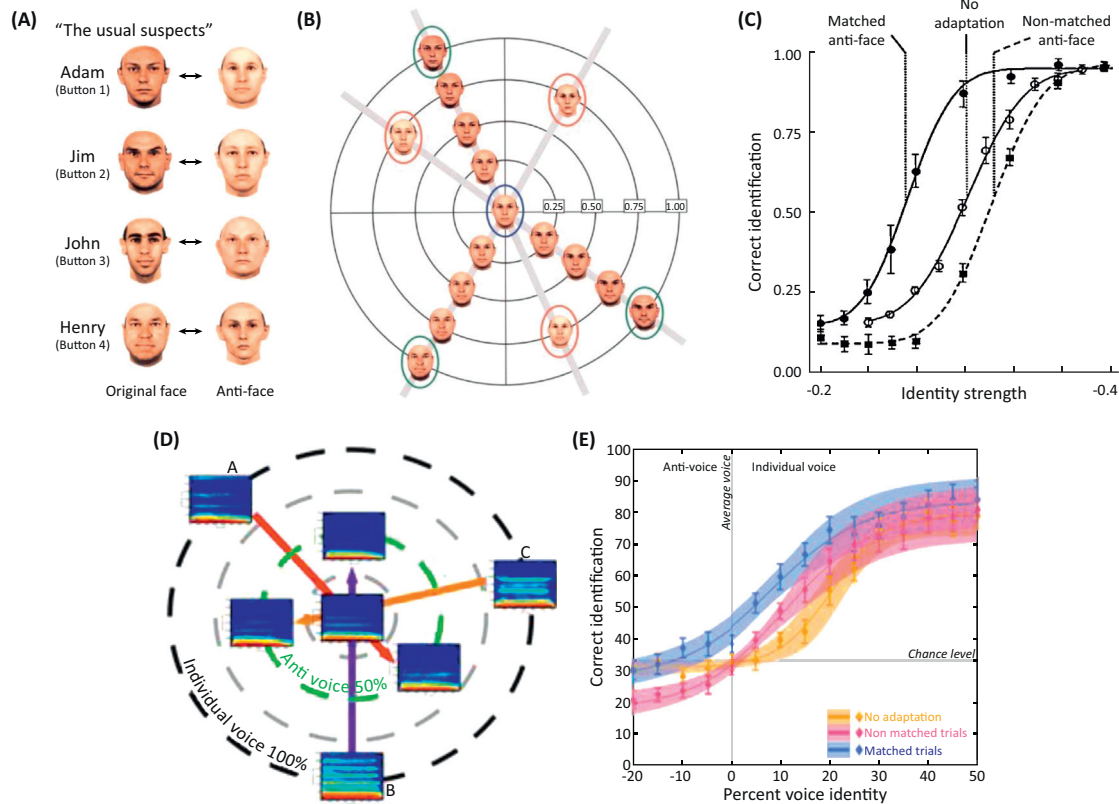 (A)
“The usual suspects”
Adam
(Button 1)
Jim
(Button 2)
John
(Button 3)
Henry
(Button 4)
Original face
Anti-face
(B)
0.25
0.50
0.75
1.00
(C)
Matched
anti-face
No
adaptation
Non-matched
anti-face
1.00
0.75
0.50
0.25
0.00
Correct identification
-0.2
Identity strength
-0.4
(D)
A
C
B
Anti voice 50%
Individual voice 100%
(E)
100
90
80
70
60
50
40
30
20
10
0
Correct identification
Anti-voice
Average voice
Individual voice
Chance level
No adaptation
Non matched trials
Matched trials
-20
-10
0
10
20
30
40
50
Percent voice identity